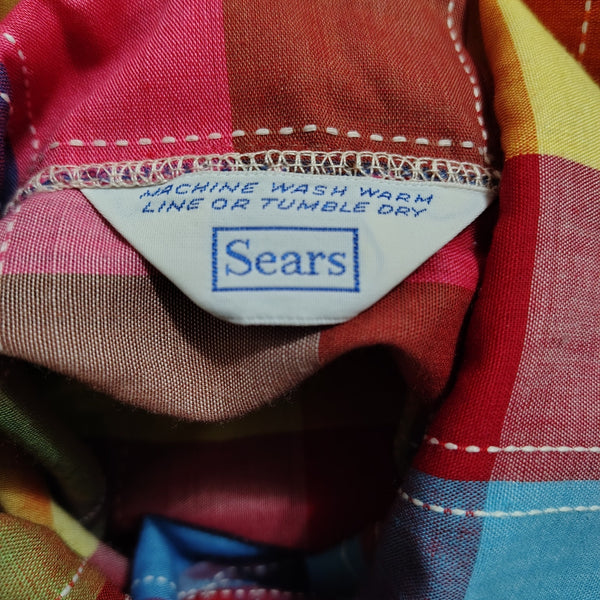 MACHINE WASH WARM
LINE OR TUMBLE DRY
Sears